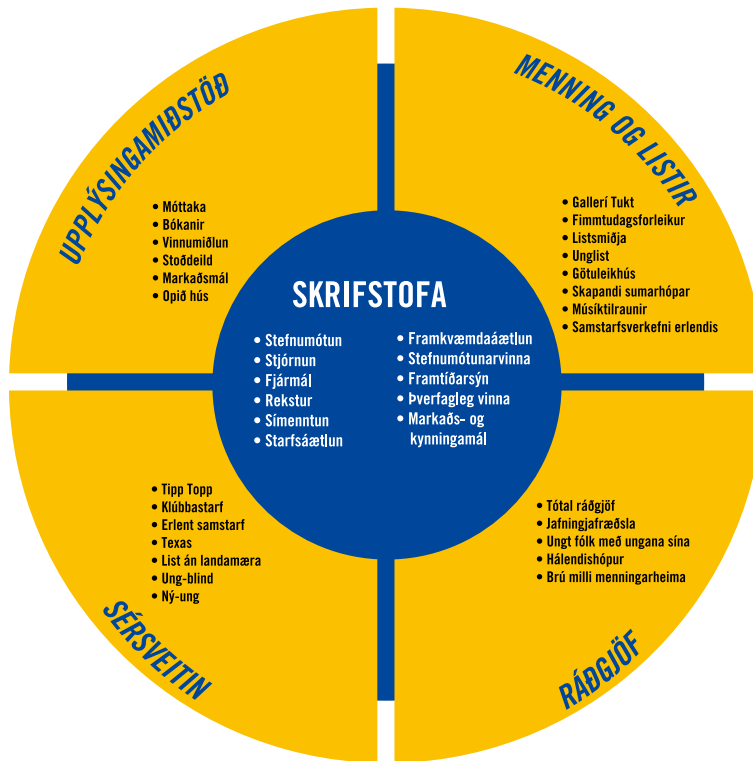 UPPLÝSINGAMIÐSTÖÐ
• Móttaka
• Bókanir
• Vinnumiðlun
• Stoðdeild
• Markaðsmál
• Opið hús
MENNING OG LISTIR
• Gallerí Tukt
• Fimmtudagsforleikur
• Listsmiðja
• Unglist
• Götuleikhús
• Skapandi sumarhópar
• Músíktilraunir
• Samstarfsverkefni erlendis
SKRIFSTOFA
• Stefnumótun
• Stjórnun
• Fjármál
• Rekstur
• Símenntun
• Starfsáætlun
• Framkvæmdaáætlun
• Stefnumótunarvinna
• Framtíðarsýn
• Þverfagleg vinna
• Markaðs- og
kynningamál
• Tipp Topp
• Klúbbastarf
• Erlent samstarf
• Texas
• List án landamæra
• Ung-blind
• Ný-ung
SÉRSVEITIN
• Tótal ráðgjöf
• Jafningjafræðsla
• Ungt fólk með ungana sína
• Hálendishópur
• Brú milli menningarheima
RÁÐGJÖF